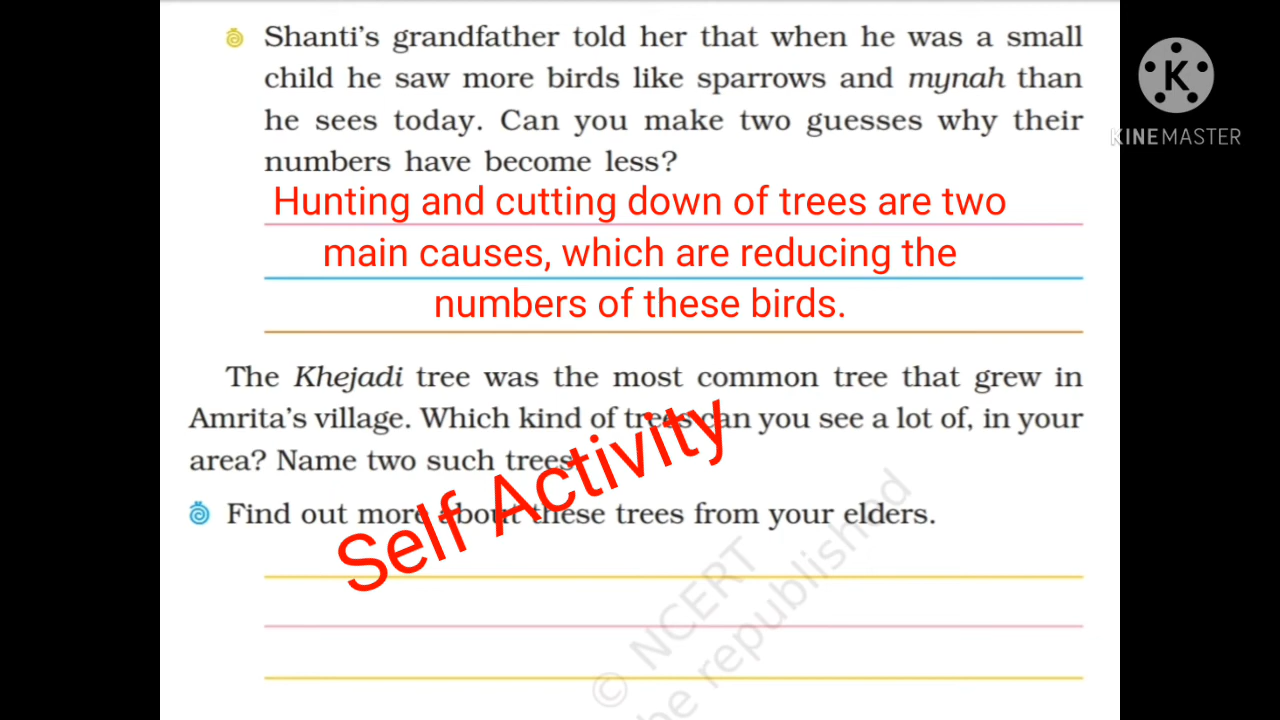 Shanti's grandfather told her that when he was a small
child he saw more birds like sparrows and mynah than
he sees today. Can you make two guesses why their
numbers have become less?
Hunting and cutting down of trees are two
main causes, which are reducing the
numbers of these birds.
The Khejadi tree was the most common tree that grew in
Amrita's village. Which kind of trees can you see a lot of, in your
area? Name two such trees.
Self Activity
Find out more about these trees from your elders.
© NCERT
be republished
K
KINEMASTER